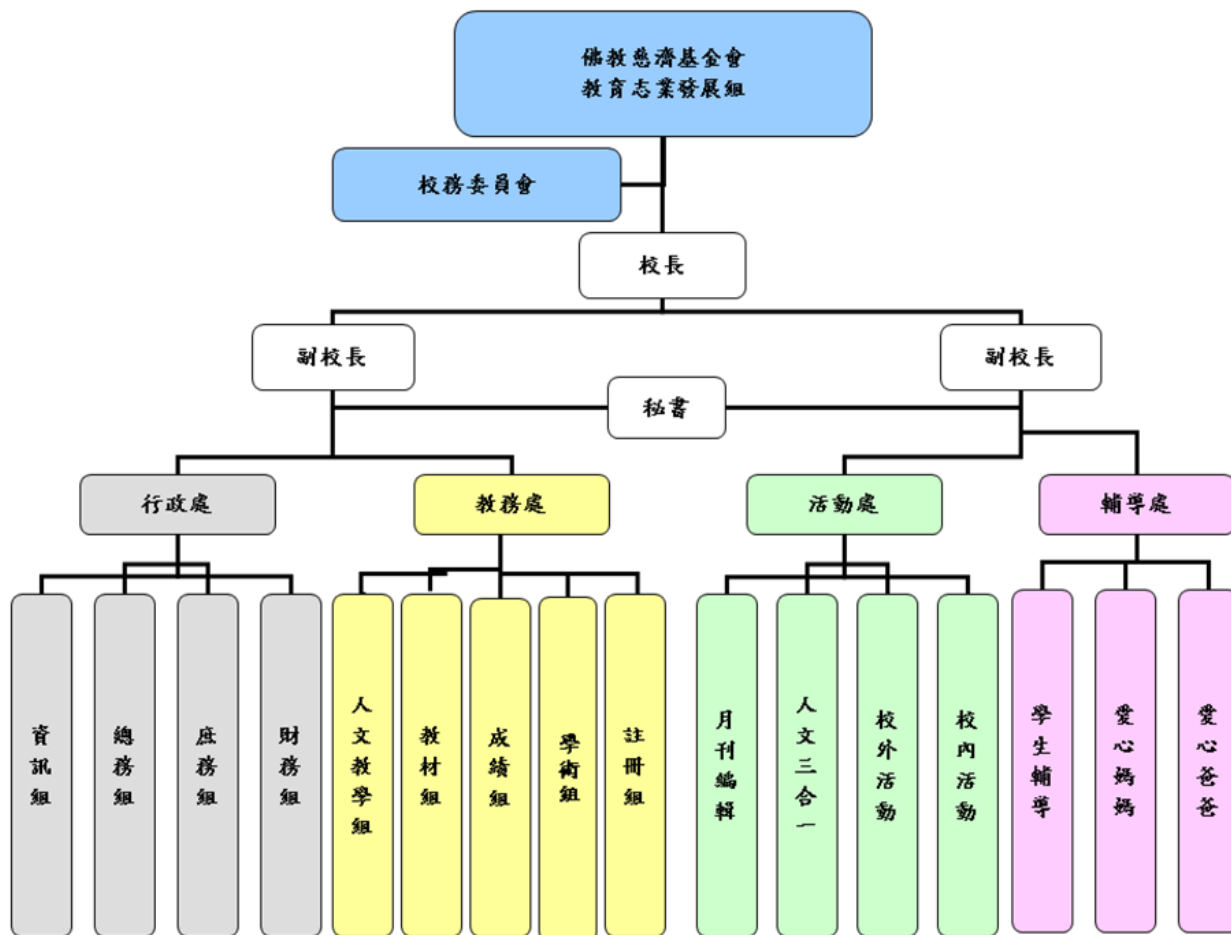 佛教慈濟基金會
教育志業發展組
校務委員會
校長
副校長
副校長
秘書
行政處
教務處
活動處
輔導處
資訊組
總務組
庶務組
財務組
人文教學組
教材組
成績組
學術組
註冊組
月刊編輯
人文三合一
校外活動
校內活動
學生輔導
愛心媽媽
愛心爸爸